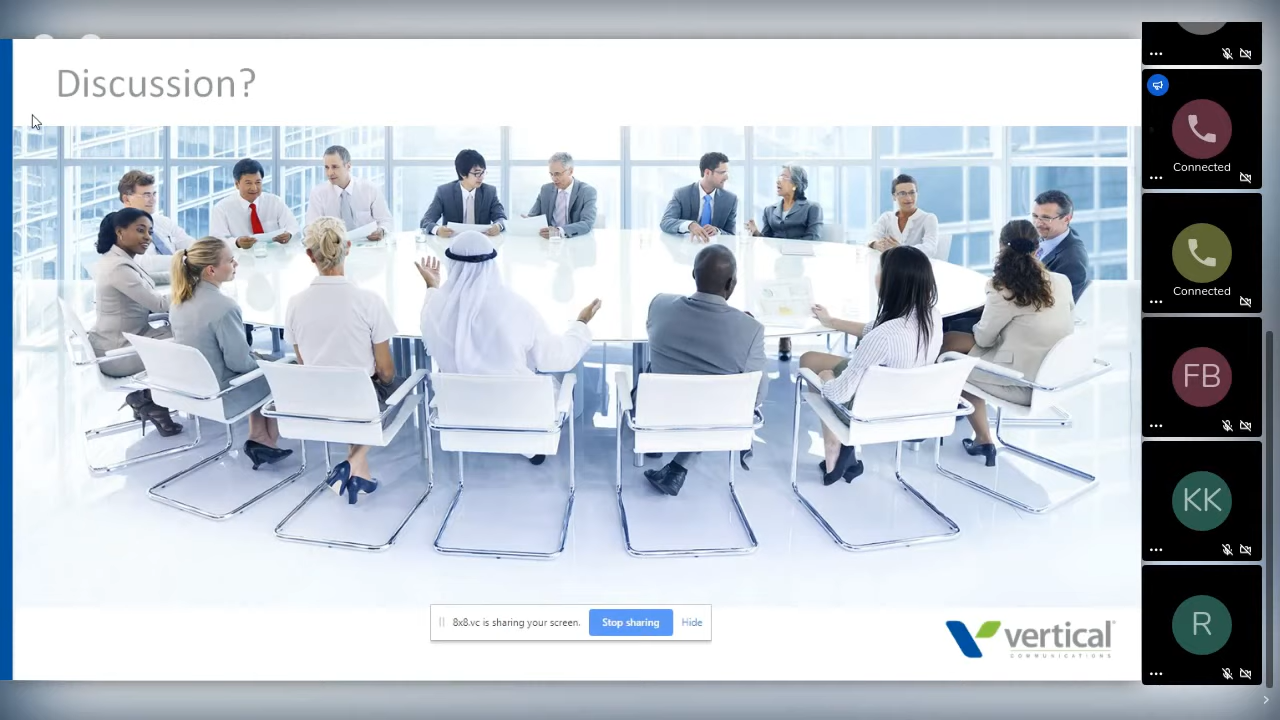 Discussion?
Connected
Connected
FB
KK
R
8x8.vc is sharing your screen. Stop sharing Hide
vertical
COMMUNICATIONS